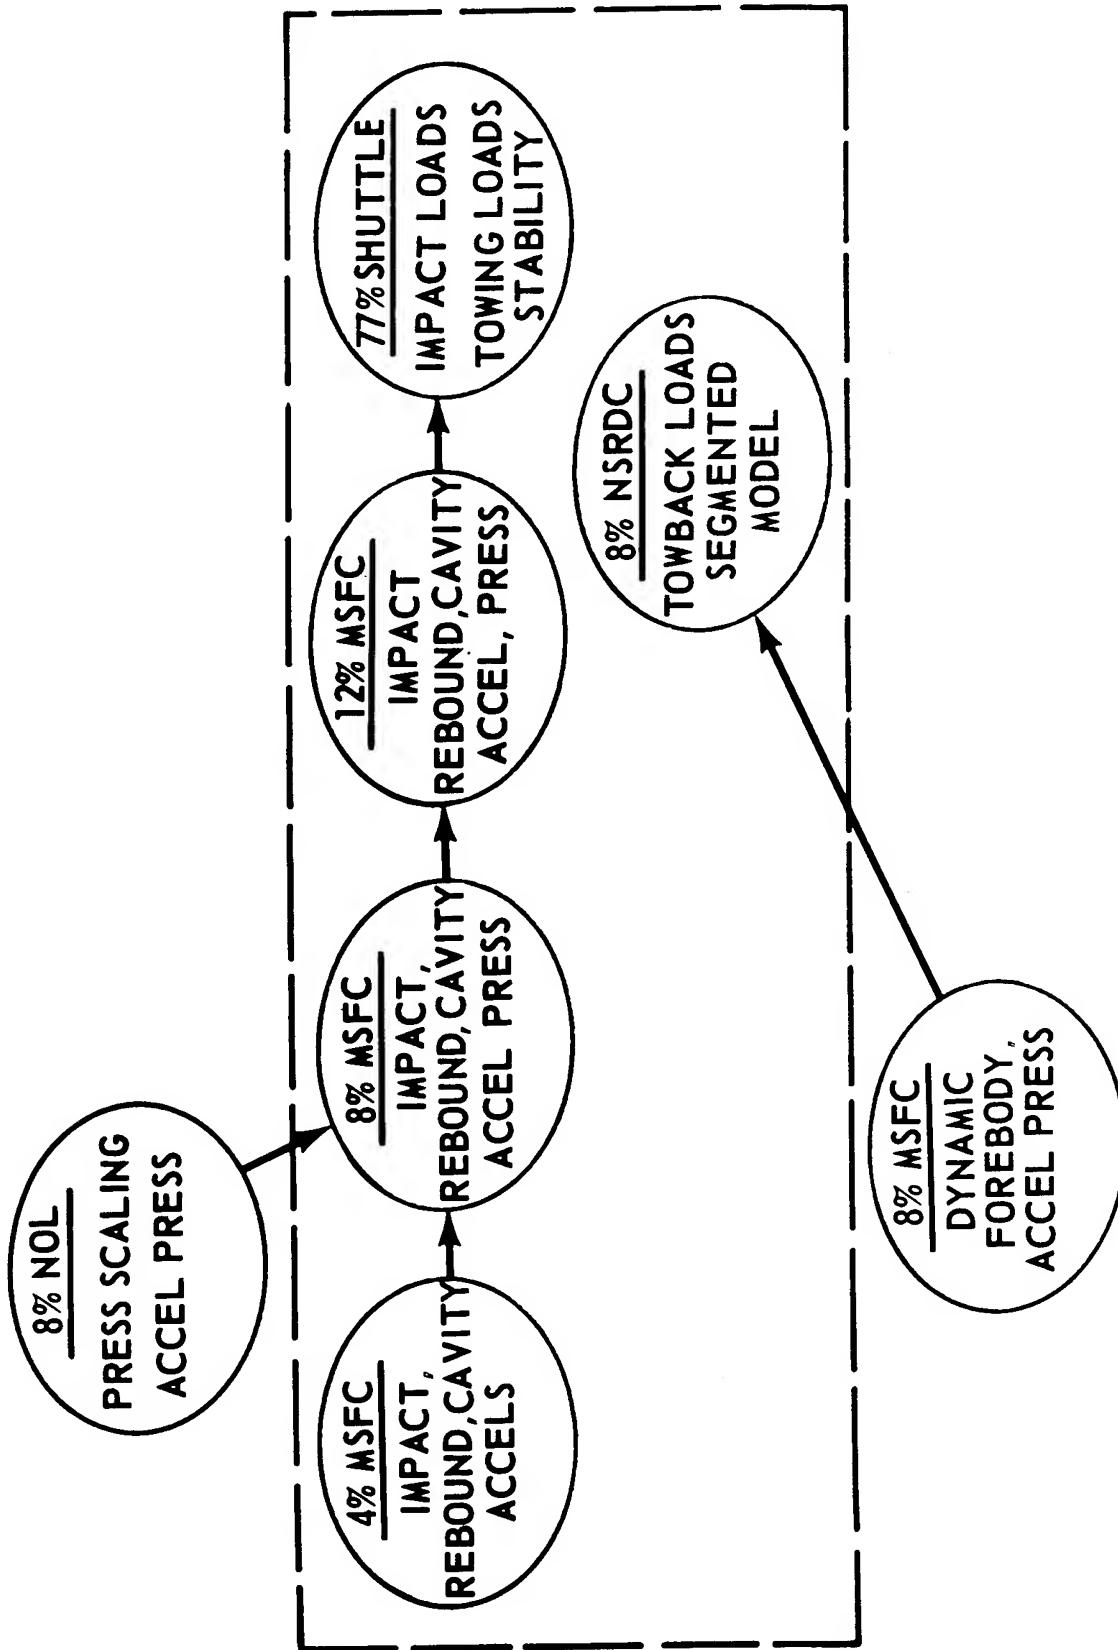 8% NOL
PRESS SCALING
ACCEL PRESS
4% MSFC
IMPACT,
REBOUND,CAVITY
ACCELS
8% MSFC
IMPACT,
REBOUND,CAVITY
ACCEL PRESS
12% MSFC
IMPACT
REBOUND,CAVITY
ACCEL, PRESS
77% SHUTTLE
IMPACT LOADS
TOWING LOADS
STABILITY
8% NSRDC
TOWBACK LOADS
SEGMENTED
MODEL
8% MSFC
DYNAMIC
FOREBODY,
ACCEL PRESS